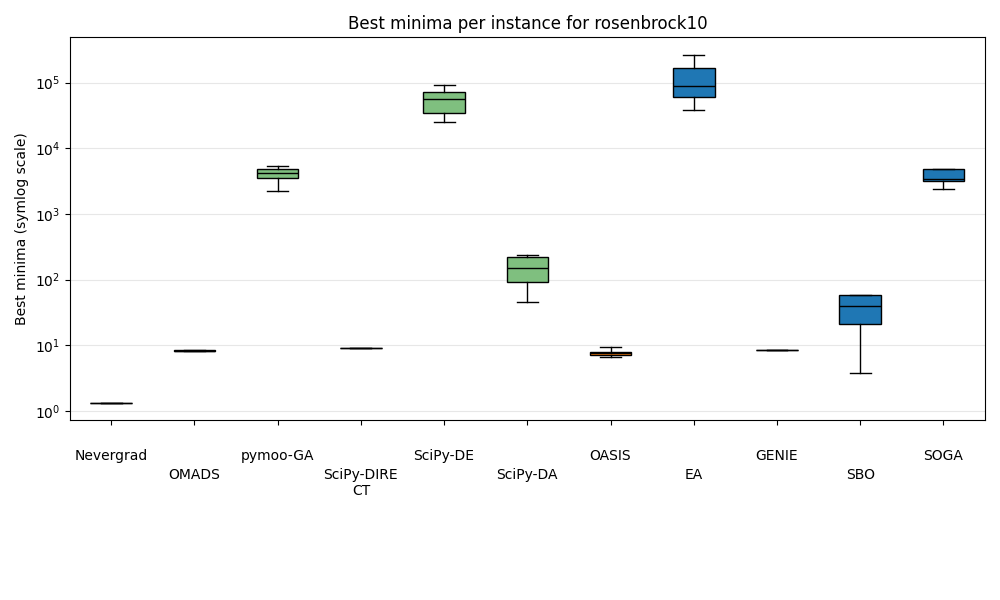 Best minima per instance for rosenbrock10
Best minima (symlog scale)
10^5
10^4
10^3
10^2
10^1
10^0
Nevergrad
OMADS
pymoo-GA
SciPy-DIRE
CT
SciPy-DE
SciPy-DA
OASIS
EA
GENIE
SBO
SOGA